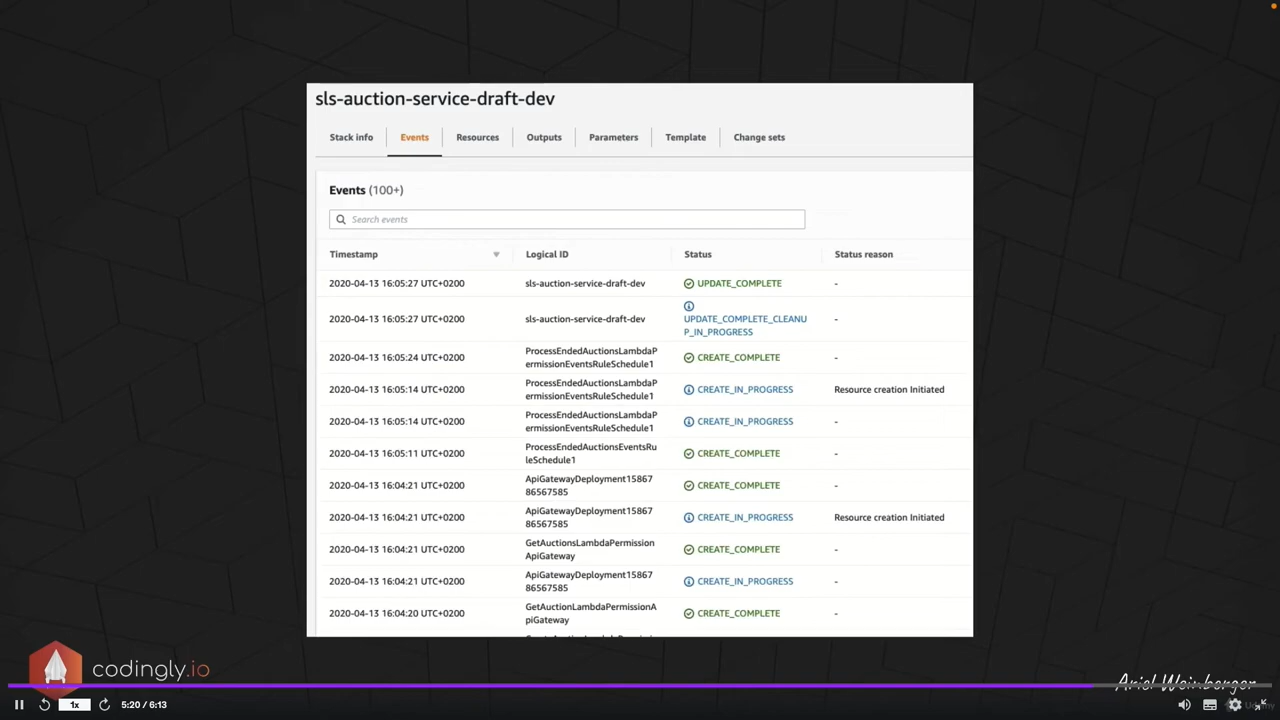 sls-auction-service-draft-dev
Stack info Events Resources Outputs Parameters Template Change sets
Events (100+)
Search events
Timestamp Logical ID Status Status reason
2020-04-13 16:05:27 UTC+0200 sls-auction-service-draft-dev UPDATE_COMPLETE -
2020-04-13 16:05:27 UTC+0200 sls-auction-service-draft-dev UPDATE_COMPLETE_CLEANU -
P_IN_PROGRESS
2020-04-13 16:05:24 UTC+0200 ProcessEndedAuctionsLambdaP CREATE_COMPLETE -
ermissionEventsRuleSchedule1
2020-04-13 16:05:14 UTC+0200 ProcessEndedAuctionsLambdaP CREATE_IN_PROGRESS Resource creation Initiated
ermissionEventsRuleSchedule1
2020-04-13 16:05:14 UTC+0200 ProcessEndedAuctionsLambdaP CREATE_IN_PROGRESS -
ermissionEventsRuleSchedule1
2020-04-13 16:05:11 UTC+0200 ProcessEndedAuctionsEventsRu CREATE_COMPLETE -
leSchedule1
2020-04-13 16:04:21 UTC+0200 ApiGatewayDeployment15867 CREATE_COMPLETE -
86567585
2020-04-13 16:04:21 UTC+0200 ApiGatewayDeployment15867 CREATE_IN_PROGRESS Resource creation Initiated
86567585
2020-04-13 16:04:21 UTC+0200 GetAuctionsLambdaPermission CREATE_COMPLETE -
ApiGateway
2020-04-13 16:04:21 UTC+0200 ApiGatewayDeployment15867 CREATE_IN_PROGRESS -
86567585
2020-04-13 16:04:20 UTC+0200 GetAuctionLambdaPermissionA CREATE_COMPLETE -
piGateway
codingly.io
Ariel Weinberger
1x 5:20 / 6:13